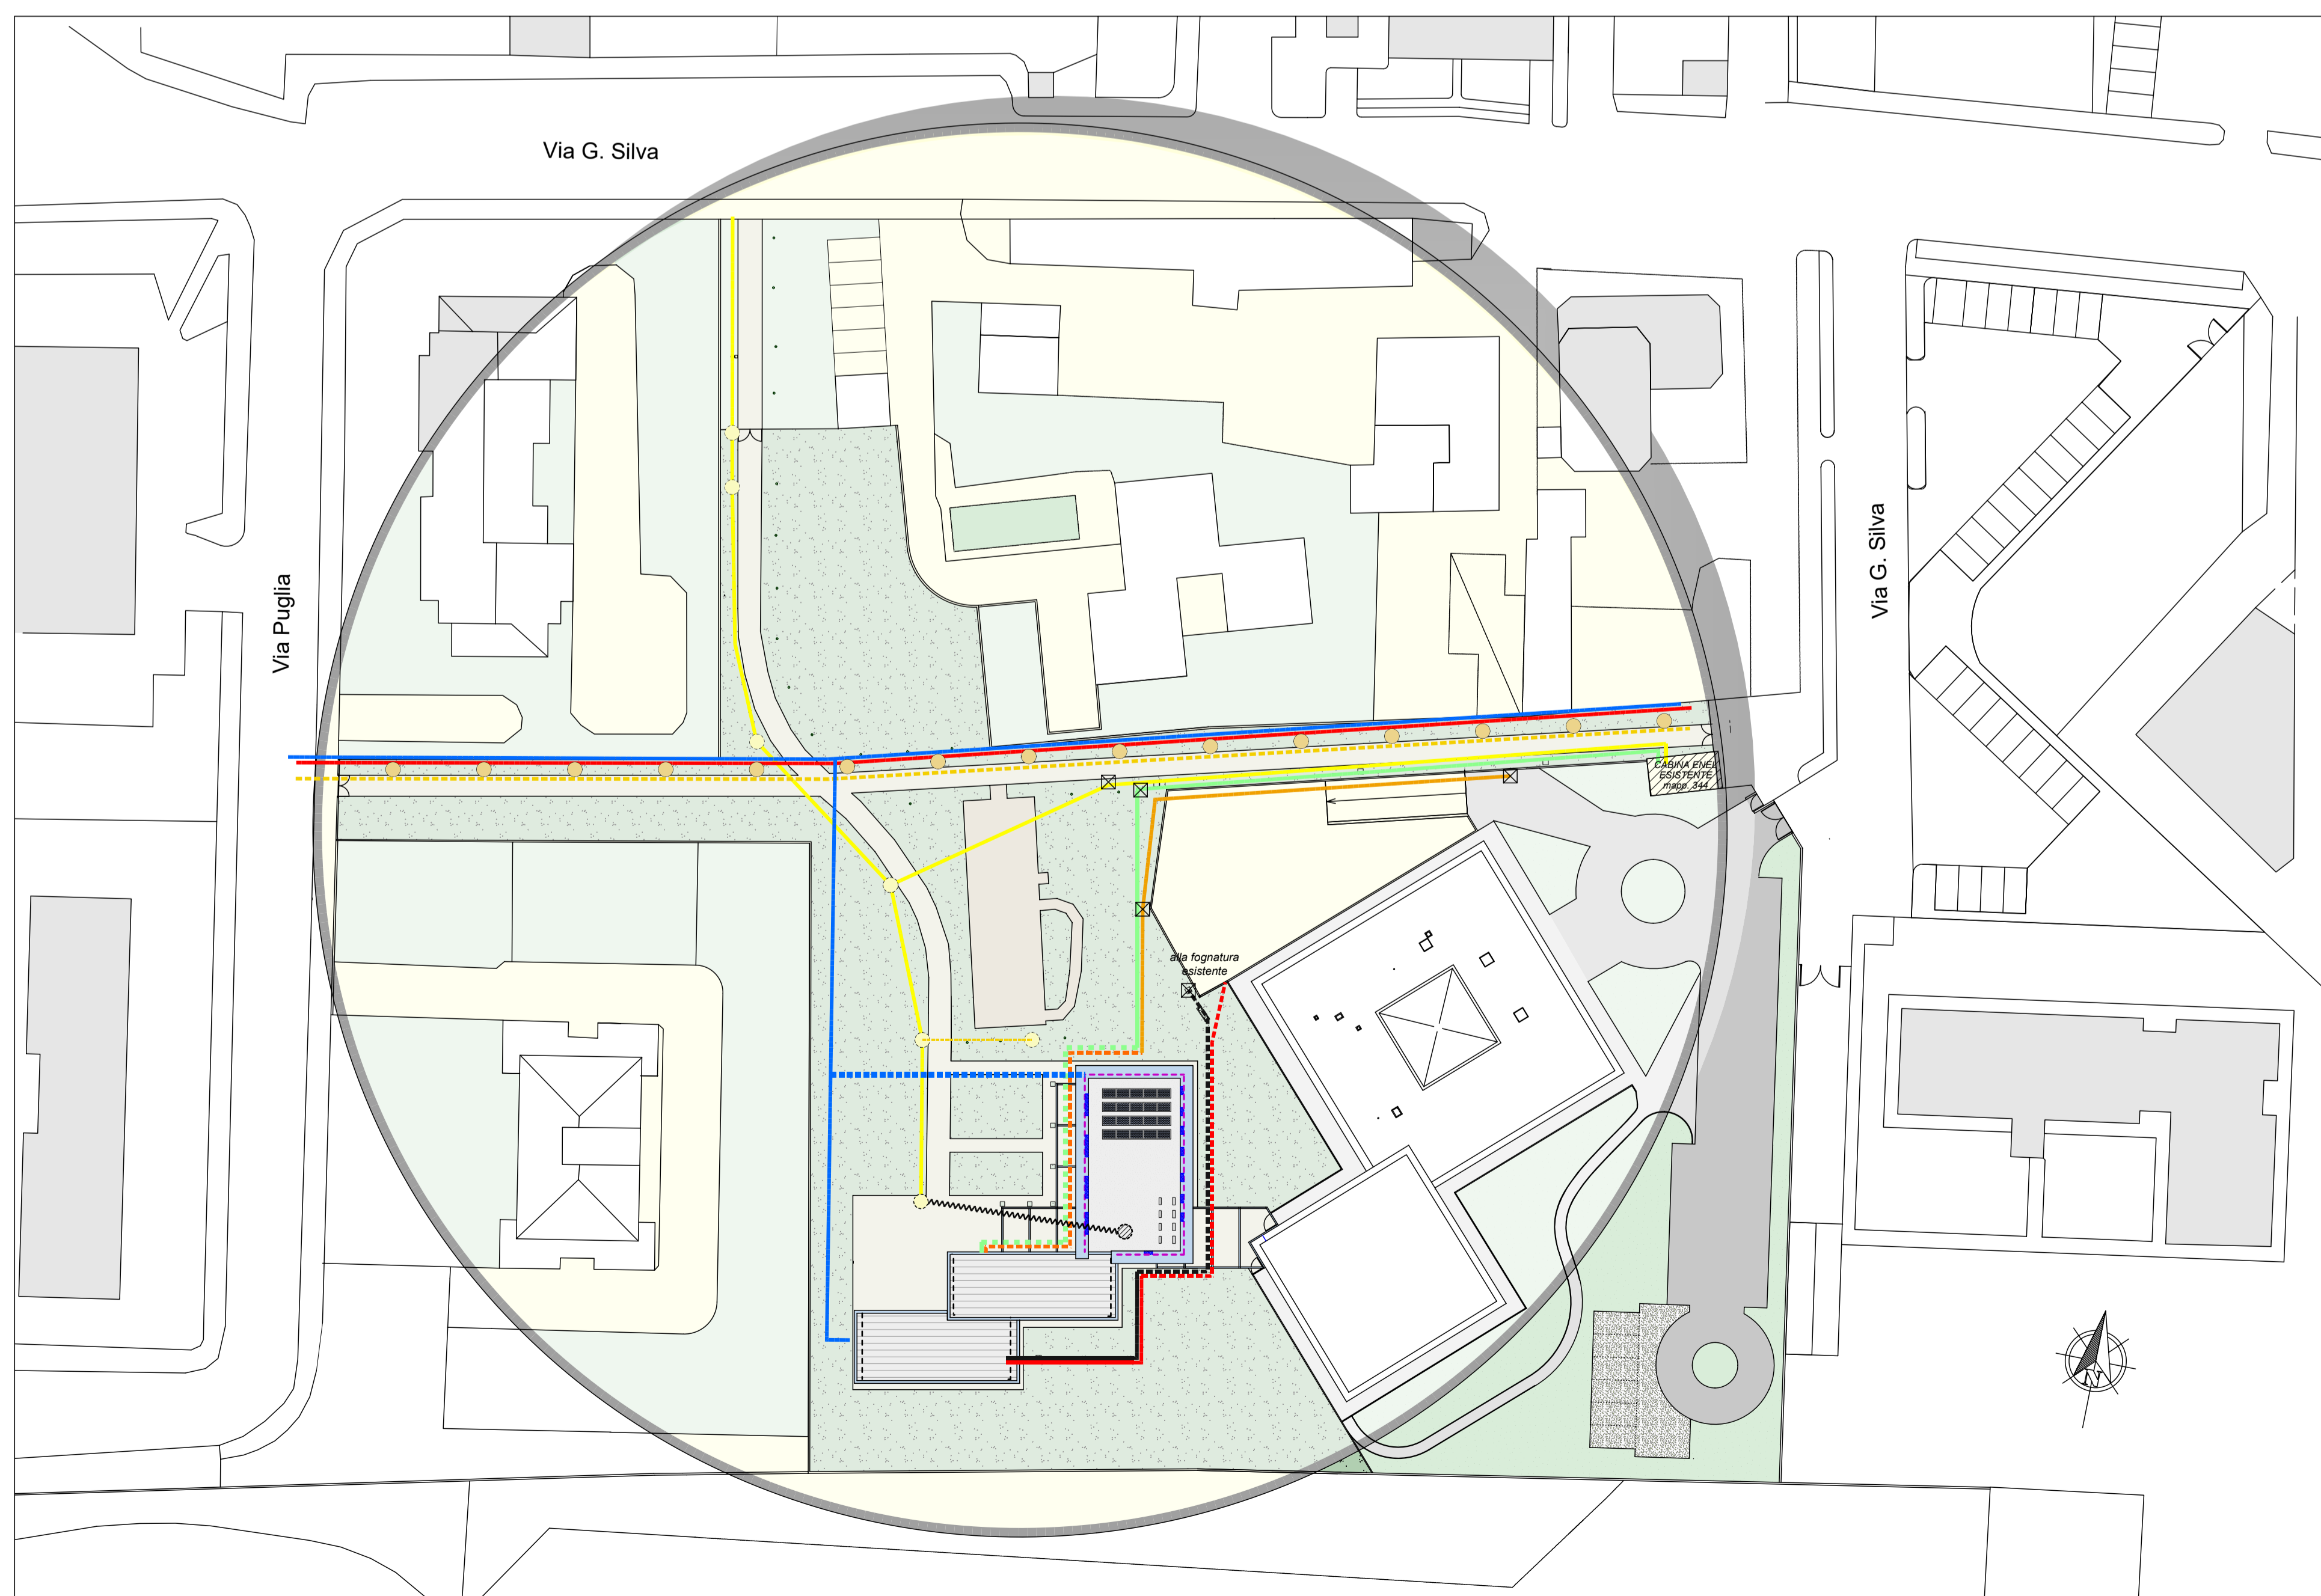 Via G. Silva
Via Puglia
Via G. Silva
CABINA ENEL
ESISTENTE
mapp. 344
alla fognatura
esistente
N